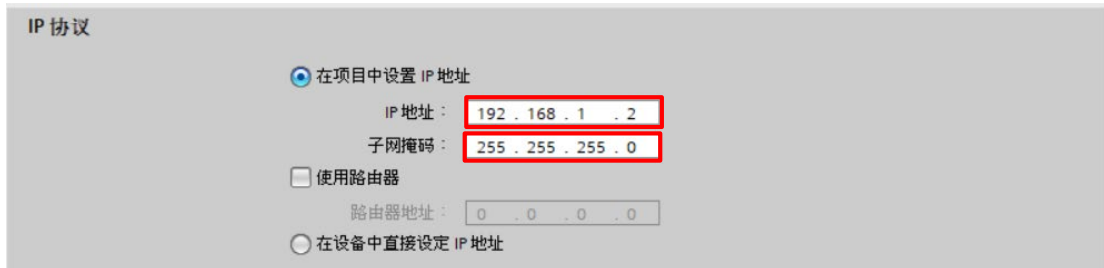 IP 协议
在项目中设置 IP 地址
IP 地址： 192 . 168 . 1 . 2
子网掩码： 255 . 255 . 255 . 0
使用路由器
路由器地址： 0 . 0 . 0 . 0
在设备中直接设定 IP 地址